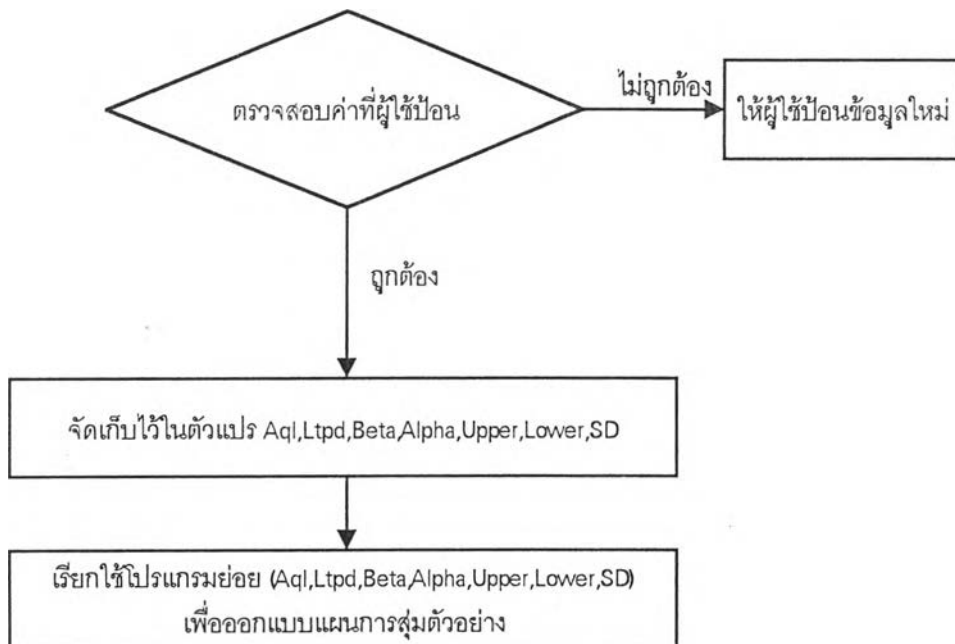 ตรวจสอบค่าที่ผู้ใช้ป้อน
ไม่ถูกต้อง
ให้ผู้ใช้ป้อนข้อมูลใหม่
ถูกต้อง
จัดเก็บไว้ในตัวแปร Aql,Ltpd,Beta,Alpha,Upper,Lower,SD
เรียกใช้โปรแกรมย่อย (Aql,Ltpd,Beta,Alpha,Upper,Lower,SD)
เพื่อออกแบบแผนการสุ่มตัวอย่าง